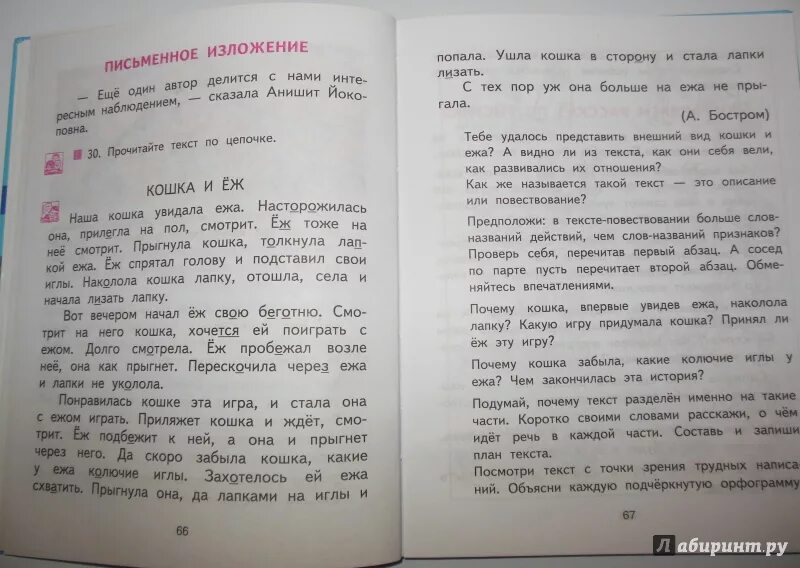 ПИСЬМЕННОЕ ИЗЛОЖЕНИЕ
— Ещё один автор делится с нами инте-
ресным наблюдением, — сказала Анишит Йоко-
повна.
30. Прочитайте текст по цепочке.
КОШКА И ЁЖ
Наша кошка увидала ежа. Насторожилась
она, прилегла на пол, смотрит. Ёж тоже на
неё смотрит. Прыгнула кошка, толкнула лап-
кой ежа. Ёж спрятал голову и подставил свои
иглы. Наколола кошка лапку, отошла, села и
начала лизать лапку.
Вот вечером начал ёж свою беготню. Смо-
трит на него кошка, хочется ей поиграть с
ежом. Долго смотрела. Ёж пробежал возле
неё, она как прыгнет. Перескочила через ежа
и лапки не уколола.
Понравилась кошке эта игра, и стала она
с ежом играть. Приляжет кошка и ждёт, смо-
трит. Ёж подбежит к ней, а она и прыгнет
через него. Да скоро забыла кошка, какие
у ежа колючие иглы. Захотелось ей ежа
схватить. Прыгнула она, да лапками на иглы и
66
попала. Ушла кошка в сторону и стала лапки
лизать.
С тех пор уж она больше на ежа не пры-
гала.
(А. Бостром)
Тебе удалось представить внешний вид кошки и
ежа? А видно ли из текста, как они себя вели,
как развивались их отношения?
Как же называется такой текст — это описание
или повествование?
Предположи: в тексте-повествовании больше слов-
названий действий, чем слов-названий признаков?
Проверь себя, перечитав первый абзац. А сосед
по парте пусть перечитает второй абзац. Обме-
няйтесь впечатлениями.
Почему кошка, впервые увидев ежа, наколола
лапку? Какую игру придумала кошка? Принял ли
ёж эту игру?
Почему кошка забыла, какие колючие иглы у
ежа? Чем закончилась эта история?
Подумай, почему текст разделён именно на такие
части. Коротко своими словами расскажи, о чём
идёт речь в каждой части. Составь и запиши
план текста.
Посмотри текст с точки зрения трудных написа-
ний. Объясни каждую подчёркнутую орфограмму
67
Лабиринт.ру